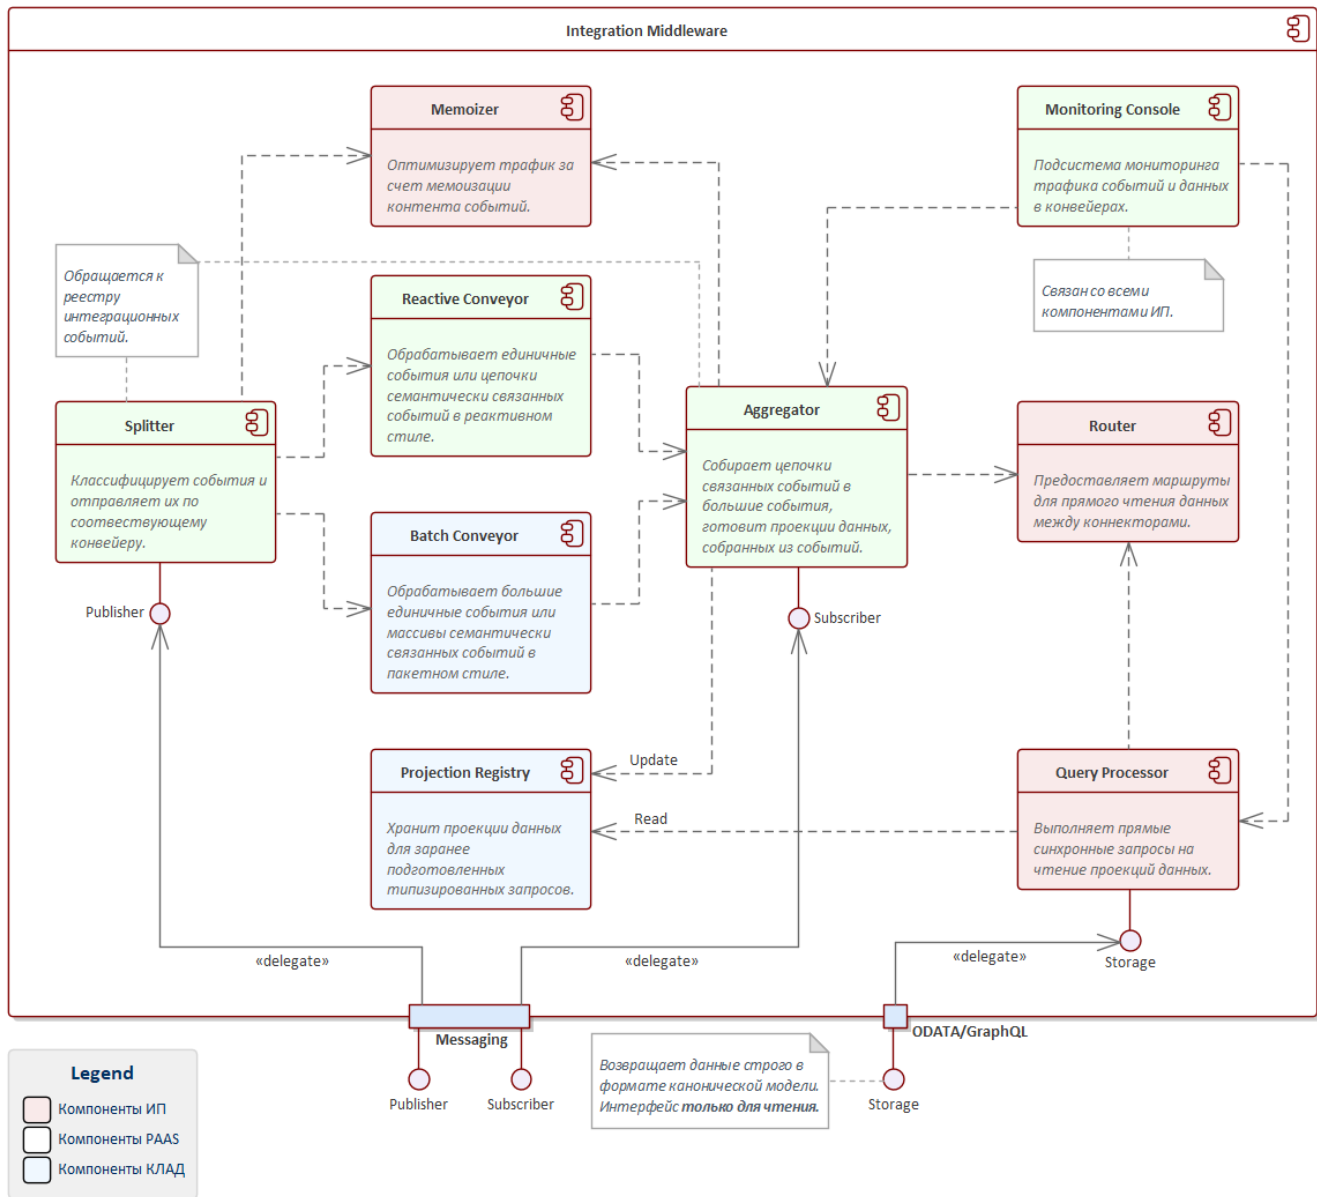 Integration Middleware
Memoizer
Оптимизирует трафик за
счет мемоизации
контента событий.
Monitoring Console
Подсистема мониторинга
трафика событий и данных
в конвейерах.
Обращается к
реестру
интеграционных
событий.
Связан со всеми
компонентами ИП.
Reactive Conveyor
Обрабатывает единичные
события или цепочки
семантически связанных
событий в реактивном
стиле.
Splitter
Классифицирует события и
отправляет их по
соотвествующему
конвейеру.
Aggregator
Собирает цепочки
связанных событий в
большие события,
готовит проекции данных,
собранных из событий.
Router
Предоставляет маршруты
для прямого чтения данных
между коннекторами.
Batch Conveyor
Обрабатывает большие
единичные события или
массивы семантически
связанных событий в
пакетном стиле.
Publisher
Subscriber
Projection Registry
Хранит проекции данных
для заранее
подготовленных
типизированных запросов.
Update
Read
Query Processor
Выполняет прямые
синхронные запросы на
чтение проекций данных.
«delegate»
«delegate»
«delegate»
Storage
Messaging
ODATA/GraphQL
Publisher
Subscriber
Возвращает данные строго в
формате канонической модели.
Интерфейс только для чтения.
Storage
Legend
Компоненты ИП
Компоненты PAAS
Компоненты КЛАД